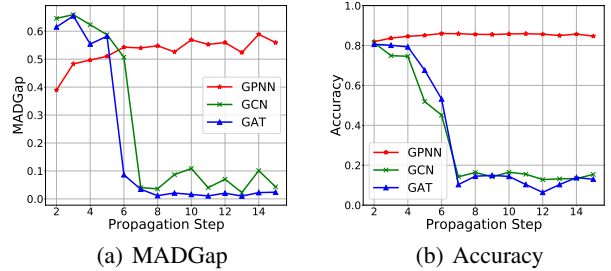 MADGap
0.6
0.5
0.4
0.3
0.2
0.1
0.0
GPNN
GCN
GAT
2 4 6 8 10 12 14
Propagation Step
(a) MADGap
Accuracy
1.0
0.8
0.6
0.4
0.2
0.0
GPNN
GCN
GAT
2 4 6 8 10 12 14
Propagation Step
(b) Accuracy